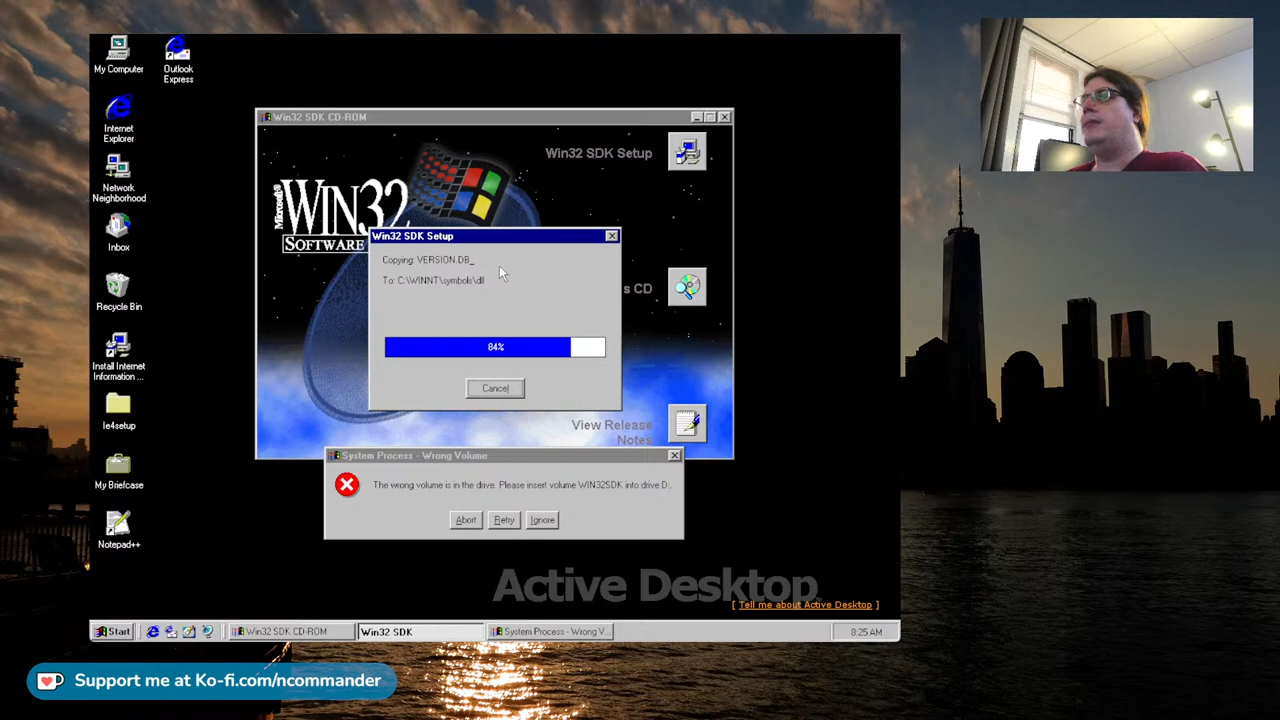 My Computer
Outlook
Express
Internet
Explorer
Network
Neighborhood
Inbox
Recycle Bin
Install Internet
Information ...
Ie4setup
My Briefcase
Notepad++
Win32 SDK CD-ROM
Win32 SDK Setup
Microsoft®
WIN32
SOFTWARE
Win32 SDK Setup
Copying: VERSION.DB_
To: C:\WINNT\symbols\dll
s CD
84%
Cancel
View Release
Notes
System Process - Wrong Volume
The wrong volume is in the drive. Please insert volume WIN32SDK into drive D:.
Abort
Retry
Ignore
Active Desktop
[ Tell me about Active Desktop ]
Start
Win32 SDK CD-ROM
Win32 SDK
System Process - Wrong V...
8:25 AM
Support me at Ko-fi.com/ncommander